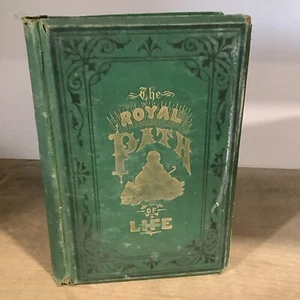 The
ROYAL
PATH
OF
LIFE